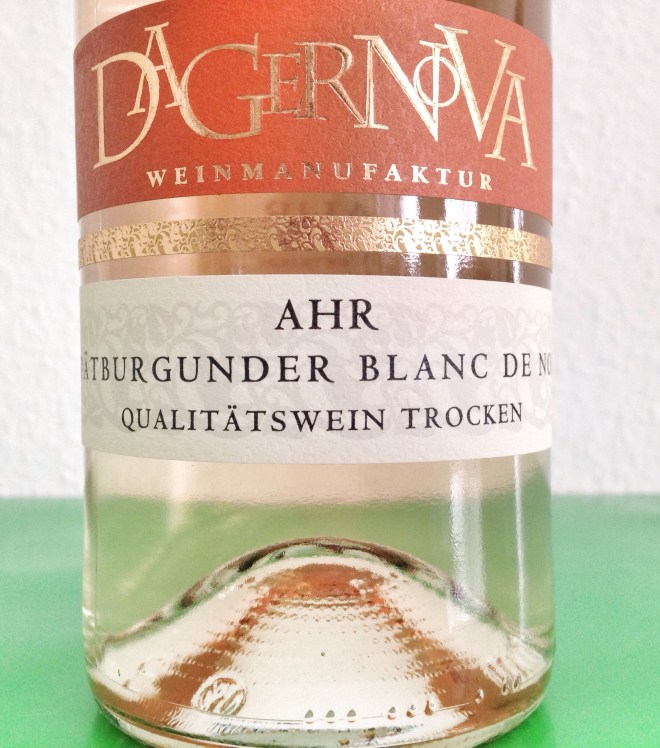 DAGERNOVA
WEINMANUFAKTUR
AHR
ÄTBURGUNDER BLANC DE NO
QUALITÄTSWEIN TROCKEN